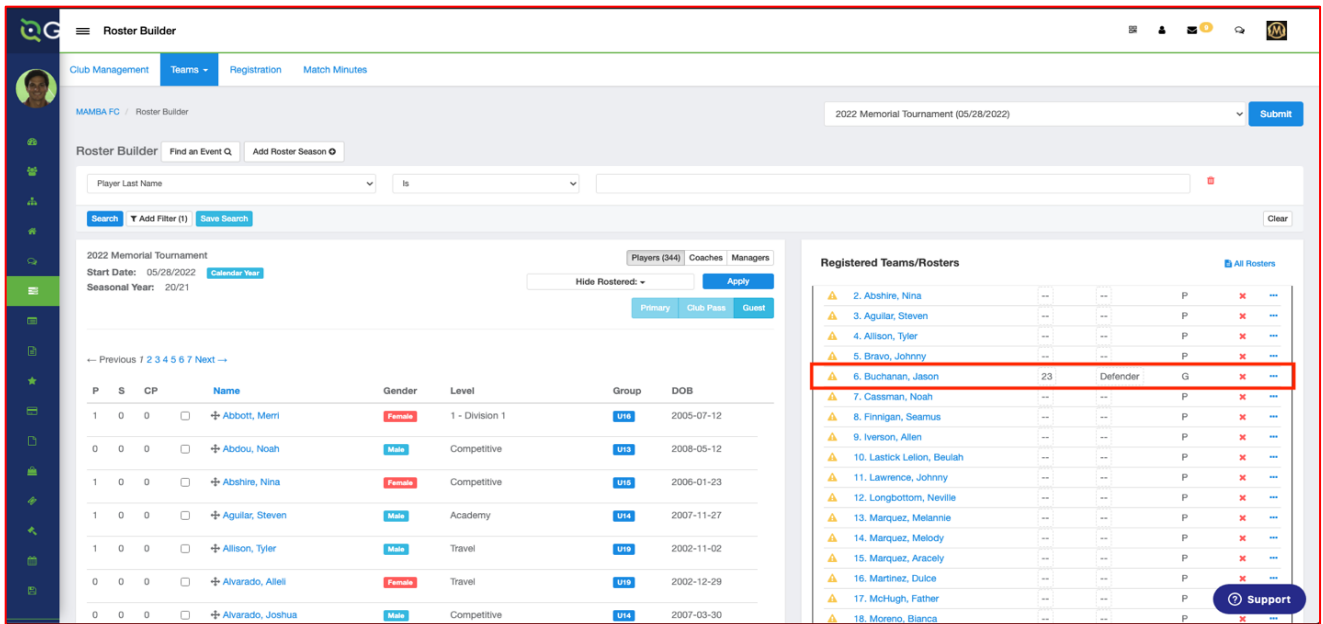 G Roster Builder 
Club Management Teams Registration Match Minutes
MAMBA FC / Roster Builder 2022 Memorial Tournament (05/28/2022) Submit
Roster Builder Find an Event Add Roster Season
Player Last Name Is
Search Add Filter (1) Save Search Clear
2022 Memorial Tournament Players (344) Coaches Managers
Start Date: 05/28/2022 Calendar Year
Seasonal Year: 20/21
Hide Rostered: Apply
Primary Club Pass Guest
← Previous 1 2 3 4 5 6 7 Next →
P S CP Name Gender Level Group DOB
1 0 0 Abbott, Merri Female 1 - Division 1 U16 2005-07-12
0 0 0 Abdou, Noah Male Competitive U13 2008-05-12
1 0 0 Abshire, Nina Female Competitive U15 2006-01-23
1 0 0 Aguilar, Steven Male Academy U14 2007-11-27
1 0 0 Allison, Tyler Male Travel U19 2002-11-02
0 0 0 Alvarado, Alleli Female Travel U19 2002-12-29
0 0 0 Alvarado, Joshua Male Competitive U14 2007-03-30
Registered Teams/Rosters All Rosters
2. Abshire, Nina -- -- P
3. Aguilar, Steven -- -- P
4. Allison, Tyler -- -- P
5. Bravo, Johnny -- -- P
6. Buchanan, Jason 23 Defender G
7. Cassman, Noah -- -- P
8. Finnigan, Seamus -- -- P
9. Iverson, Allen -- -- P
10. Lastick Lelion, Beulah -- -- P
11. Lawrence, Johnny -- -- P
12. Longbottom, Neville -- -- P
13. Marquez, Melannie -- -- P
14. Marquez, Melody -- -- P
15. Marquez, Aracely -- -- P
16. Martinez, Dulce -- -- P
17. McHugh, Father -- -- P
18. Moreno, Bianca -- -- P
Support